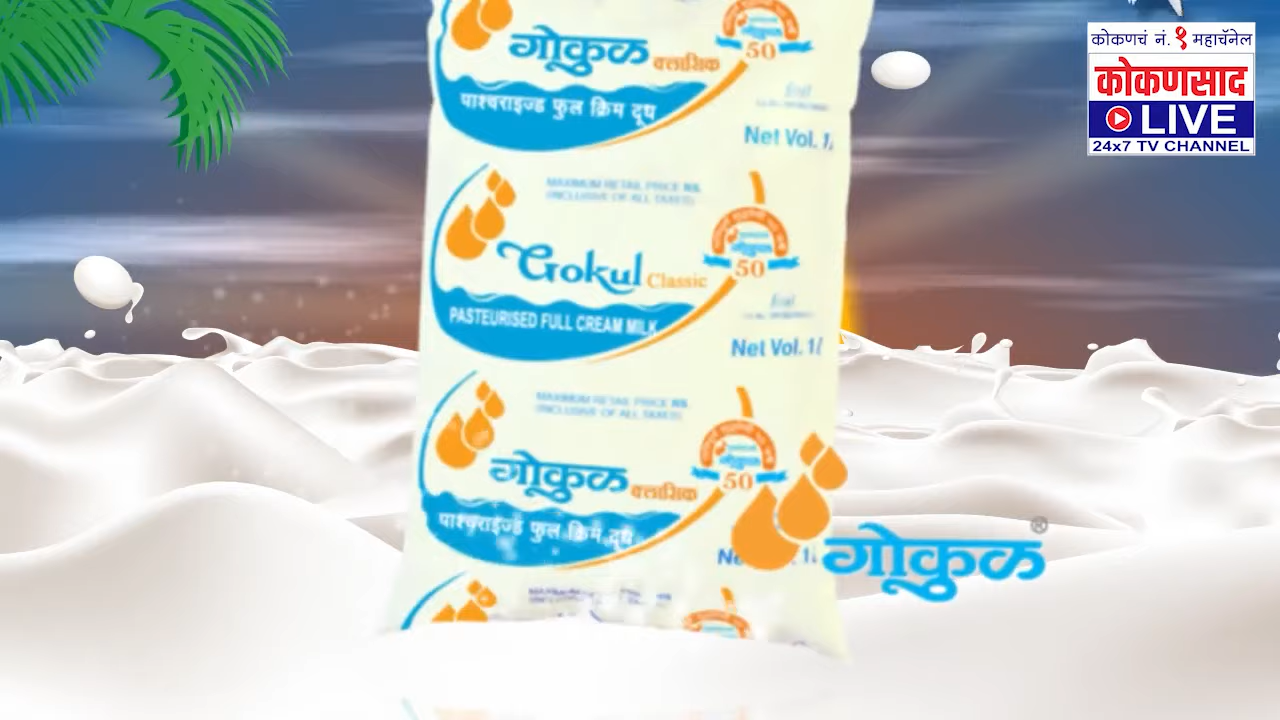 गोकुळ क्लासिक
50
पाश्चराइज्ड फुल क्रिम दूध
Net Vol. 1
MAXIMUM RETAIL PRICE RS.
(INCLUSIVE OF ALL TAXES)
गोकुळ
50
Gokul Classic
PASTEURISED FULL CREAM MILK
Net Vol. 1
MAXIMUM RETAIL PRICE RS.
(INCLUSIVE OF ALL TAXES)
गोकुळ
50
गोकुळ क्लासिक
पाश्चराइज्ड फुल क्रिम दूध
गोकुळ®
कोकणचं नं. १ महाचॅनेल
कोकणसाद
LIVE
24x7 TV CHANNEL